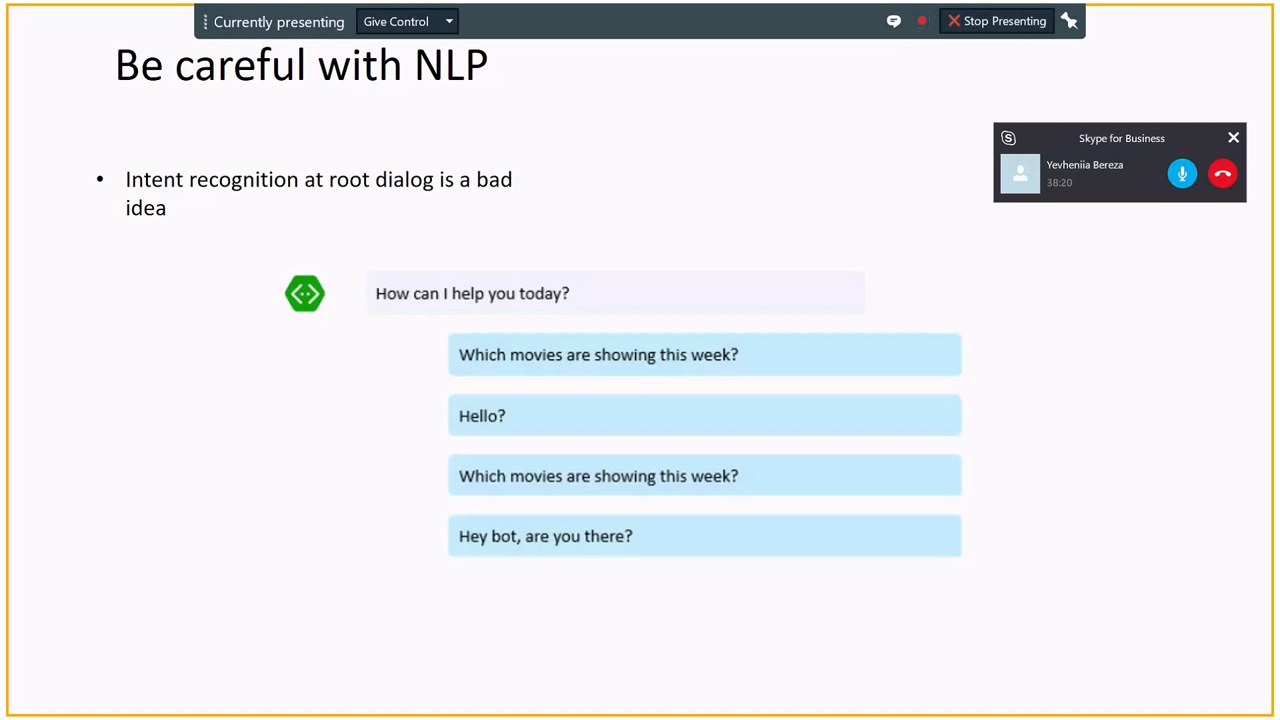 Currently presenting
Give Control
Stop Presenting
Be careful with NLP
Skype for Business
Yevheniia Bereza
38:20
• Intent recognition at root dialog is a bad
idea
How can I help you today?
Which movies are showing this week?
Hello?
Which movies are showing this week?
Hey bot, are you there?